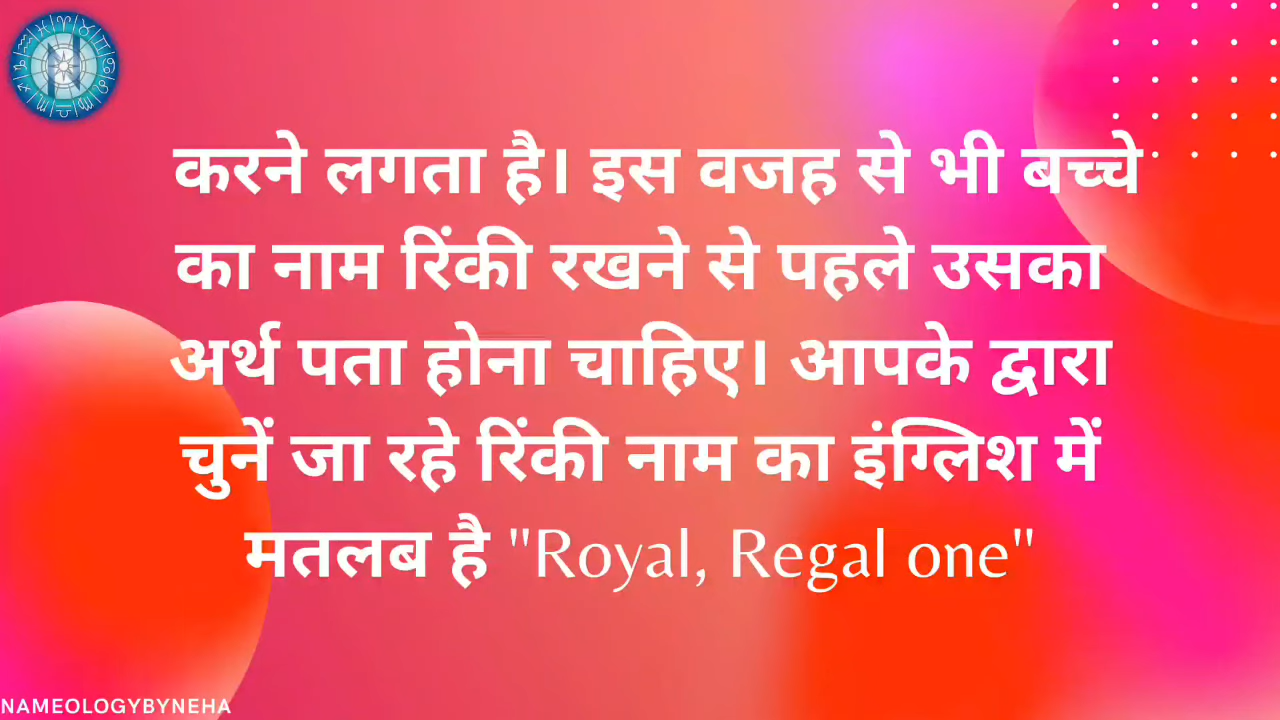 करने लगता है। इस वजह से भी बच्चे
का नाम रिंकी रखने से पहले उसका
अर्थ पता होना चाहिए। आपके द्वारा
चुनें जा रहे रिंकी नाम का इंग्लिश में
मतलब है "Royal, Regal one"
NAMEOLOGYBYNEHA